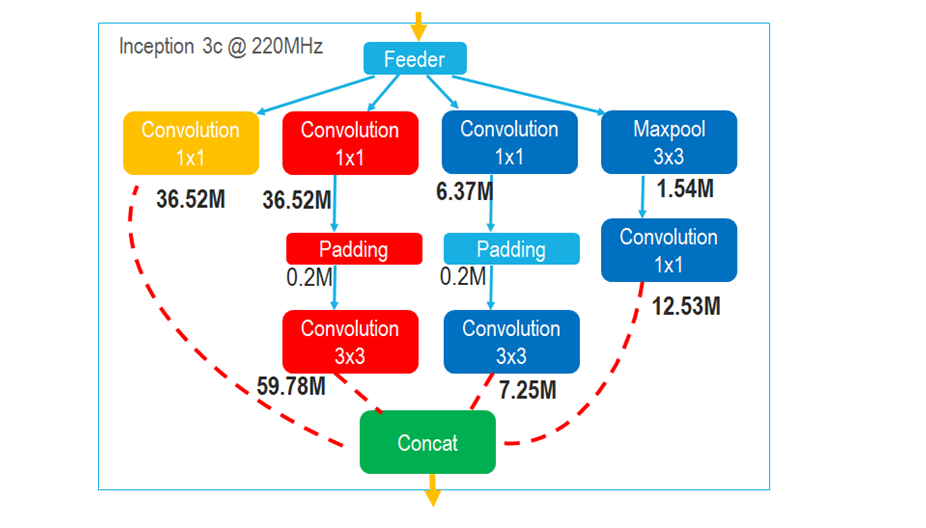 Inception 3c @ 220MHz
Feeder
Convolution
1x1
Convolution
1x1
Convolution
1x1
Maxpool
3x3
36.52M
36.52M
6.37M
1.54M
Padding
Padding
Convolution
1x1
0.2M
0.2M
12.53M
Convolution
3x3
Convolution
3x3
59.78M
7.25M
Concat